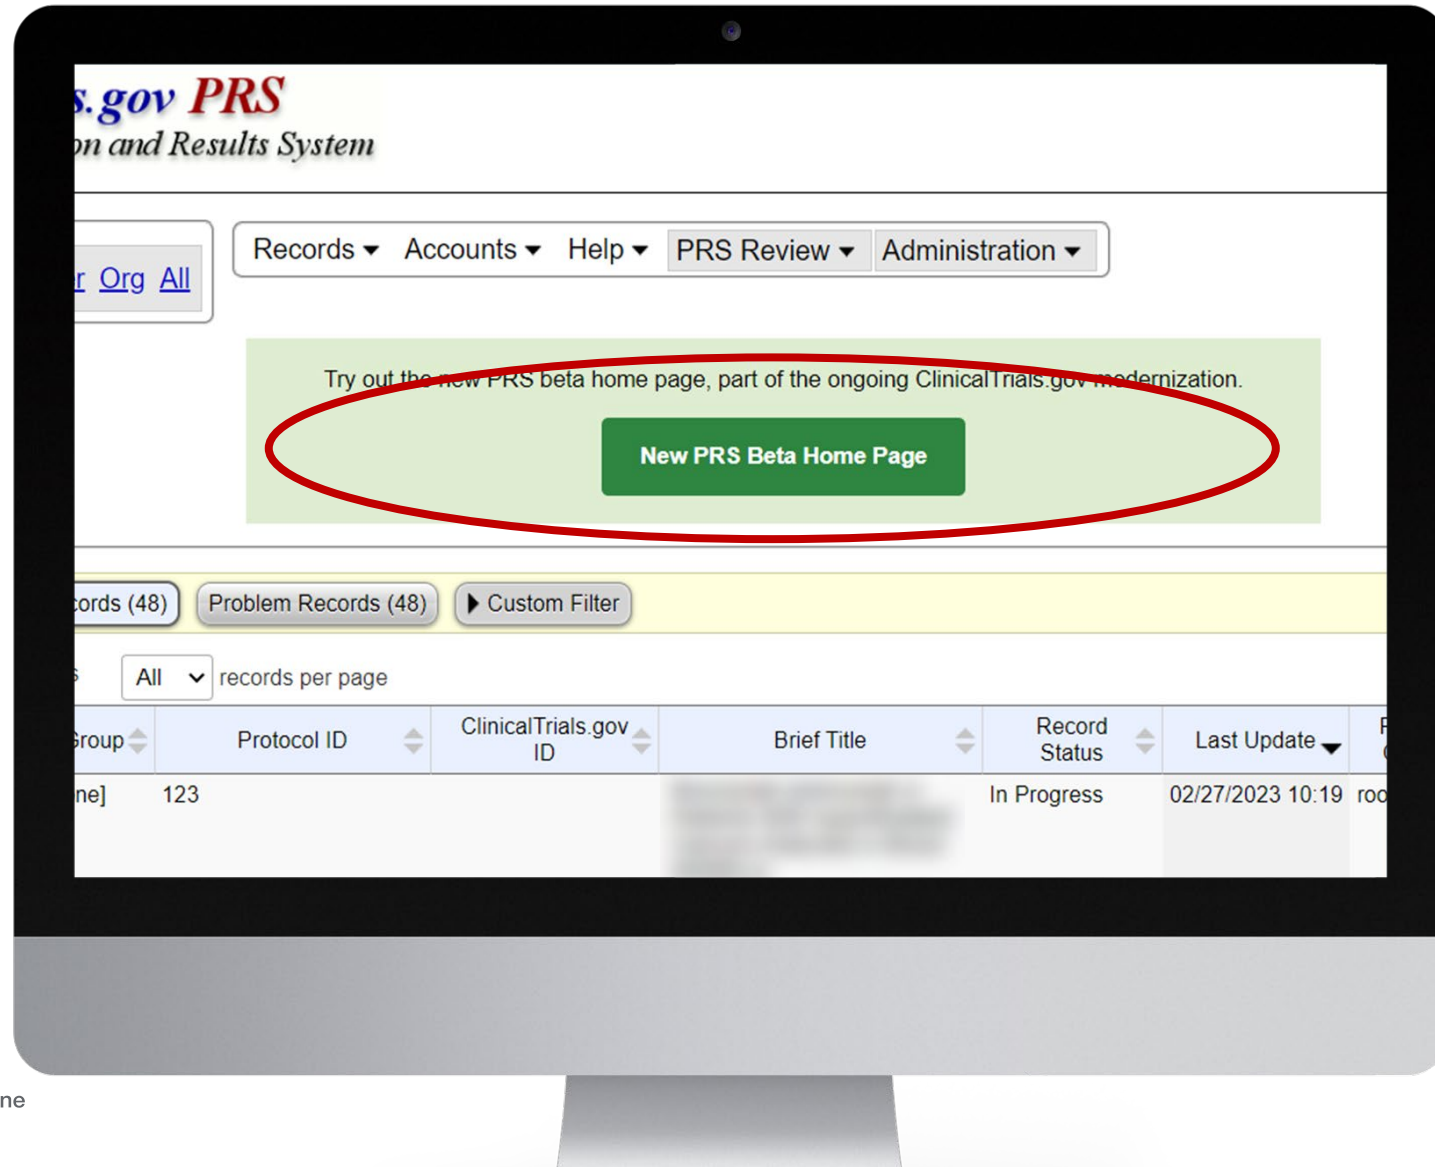 s.gov PRS
on and Results System
r Org All
Records Accounts Help PRS Review Administration
Try out the new PRS beta home page, part of the ongoing ClinicalTrials.gov modernization.
New PRS Beta Home Page
cords (48) Problem Records (48) Custom Filter
s All records per page
Group Protocol ID ClinicalTrials.gov ID Brief Title Record Status Last Update
ne] 123 In Progress 02/27/2023 10:19 roo
ne